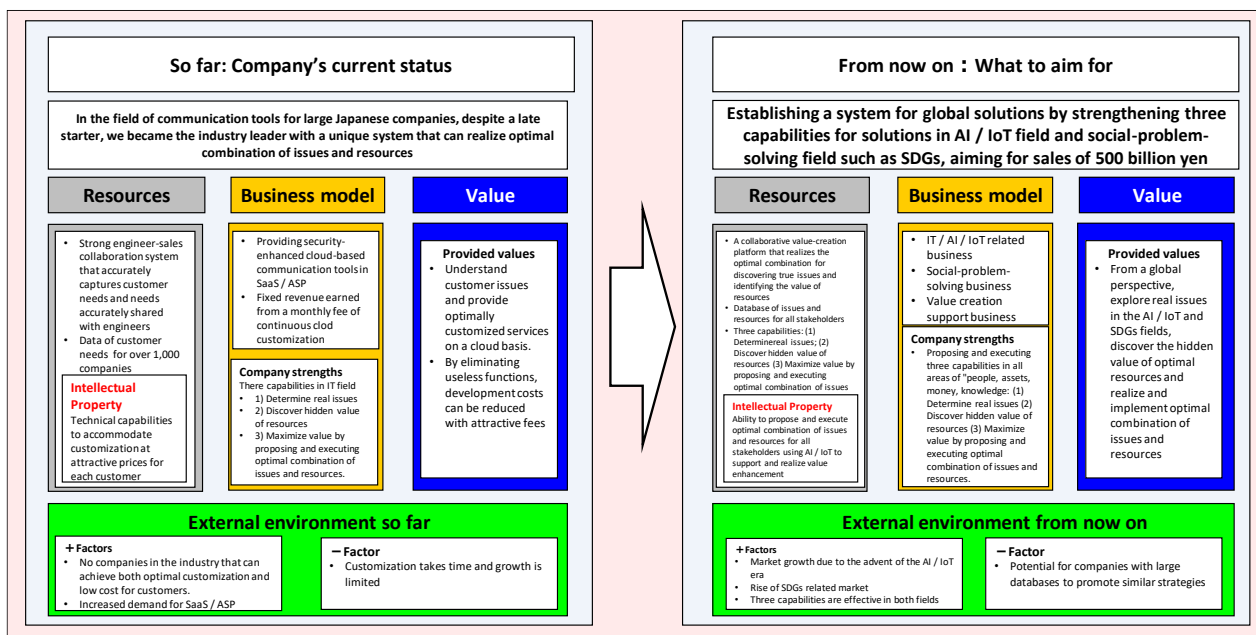 So far: Company's current status
In the field of communication tools for large Japanese companies, despite a late
starter, we became the industry leader with a unique system that can realize optimal
combination of issues and resources
Resources
Business model
Value
• Strong engineer-sales
collaboration system
that accurately
captures customer
needs and needs
accurately shared
with engineers
• Data of customer
needs for over 1,000
companies
Intellectual
Property
Technical capabilities
to accommodate
customization at
attractive prices for
each customer
• Providing security-
enhanced cloud-based
communication tools in
SaaS / ASP
• Fixed revenue earned
from a monthly fee of
continuous clod
customization
Company strengths
There capabilities in IT field
• 1) Determine real issues
• 2) Discover hidden value
of resources
• 3) Maximize value by
proposing and executing
optimal combination of
issues and resources.
Provided values
• Understand
customer issues
and provide
optimally
customized services
on a cloud basis.
• By eliminating
useless functions,
development costs
can be reduced
with attractive fees
External environment so far
+Factors
• No companies in the industry that can
achieve both optimal customization and
low cost for customers.
• Increased demand for SaaS / ASP
−Factor
• Customization takes time and growth is
limited
From now on：What to aim for
Establishing a system for global solutions by strengthening three
capabilities for solutions in AI / IoT field and social-problem-
solving field such as SDGs, aiming for sales of 500 billion yen
Resources
Business model
Value
• A collaborative value-creation
platform that realizes the
optimal combination for
discovering true issues and
identifying the value of
resources
• Database of issues and
resources for all stakeholders
• Three capabilities: (1)
Determinereal issues; (2)
Discover hidden value of
resources (3) Maximize value by
proposing and executing
optimal combination of issues
Intellectual Property
Ability to propose and execute
optimal combination of issues
and resources for all
stakeholders using AI / IoT to
support and realize value
enhancement
• IT / AI / IoT related
business
• Social-problem-
solving business
• Value creation
support business
Company strengths
• Proposing and executing
three capabilities in all
areas of "people, assets,
money, knowledge: (1)
Determine real issues (2)
Discover hidden value of
resources (3) Maximize
value by proposing and
executing optimal
combination of issues and
resources.
Provided values
• From a global
perspective,
explore real issues
in the AI / IoT and
SDGs fields,
discover the hidden
value of optimal
resources and
realize and
implement optimal
combination of
issues and
resources
External environment from now on
+Factors
• Market growth due to the advent of the AI / IoT
era
• Rise of SDGs related market
• Three capabilities are effective in both fields
−Factor
• Potential for companies with large
databases to promote similar strategies